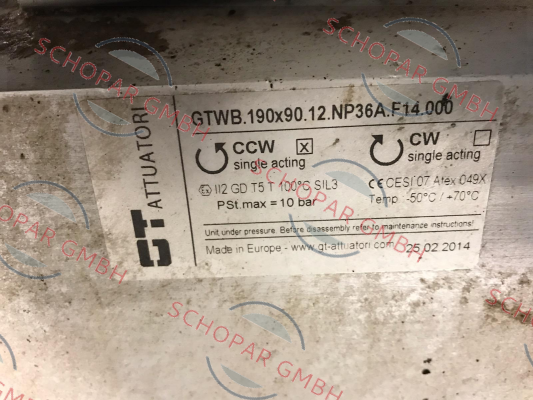 GT ATTUATORI
GTWB.190x90.12.NP36A.F14.000
CCW [x]
single acting
CW
single acting
II2 GD T5 T 100°C SIL3
PSt.max = 10 bar
CE CESI 07 Atex 049X
Temp. -50°C / +70°C
Unit under pressure. Before disassembly refer to maintenance instructions!
Made in Europe - www.gt-attuatori.com
25.02 2014
SCHOPAR GMBH
SCHOPAR GMBH
SCHOPAR GMBH
SCHOPAR GMBH
SCHOPAR GMBH
SCHOPAR GMBH